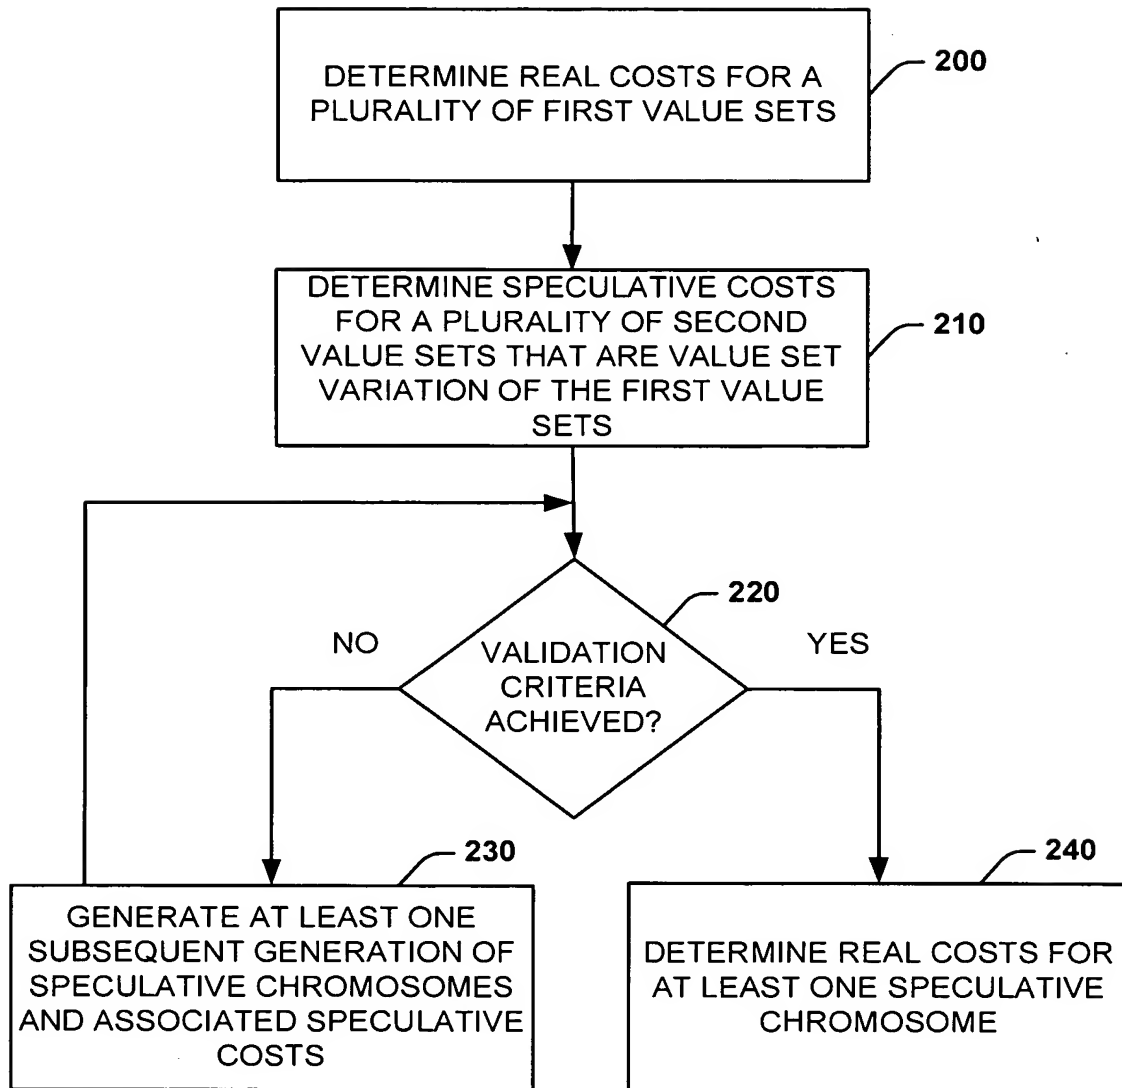 DETERMINE REAL COSTS FOR A
PLURALITY OF FIRST VALUE SETS
200
DETERMINE SPECULATIVE COSTS
FOR A PLURALITY OF SECOND
VALUE SETS THAT ARE VALUE SET
VARIATION OF THE FIRST VALUE
SETS
210
220
NO
VALIDATION
CRITERIA
ACHIEVED?
YES
230
GENERATE AT LEAST ONE
SUBSEQUENT GENERATION OF
SPECULATIVE CHROMOSOMES
AND ASSOCIATED SPECULATIVE
COSTS
240
DETERMINE REAL COSTS FOR
AT LEAST ONE SPECULATIVE
CHROMOSOME